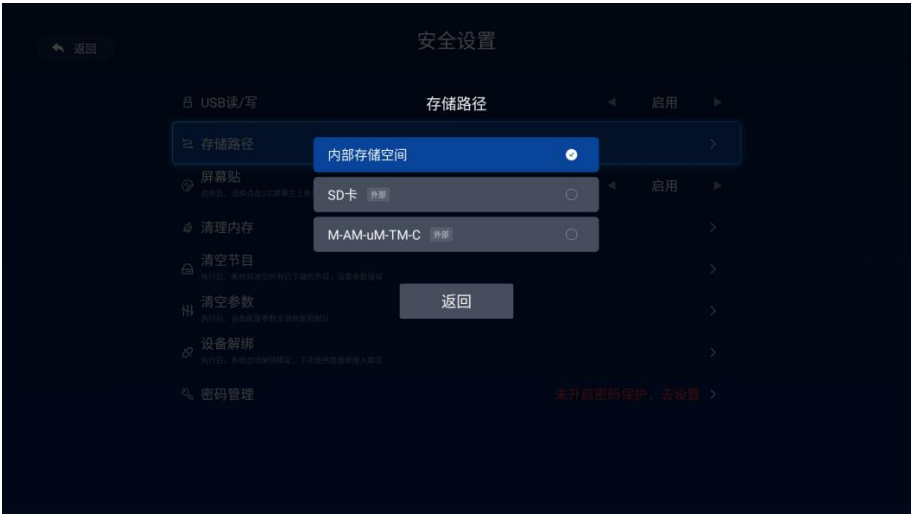 安全设置
返回
USB读/写
存储路径
启用
存储路径
内部存储空间
屏幕贴
启用
SD卡 外部
清理内存
M-AM-uM-TM-C 外部
清空节目
清空参数
返回
设备解绑
密码管理
未开启密码保护，去设置